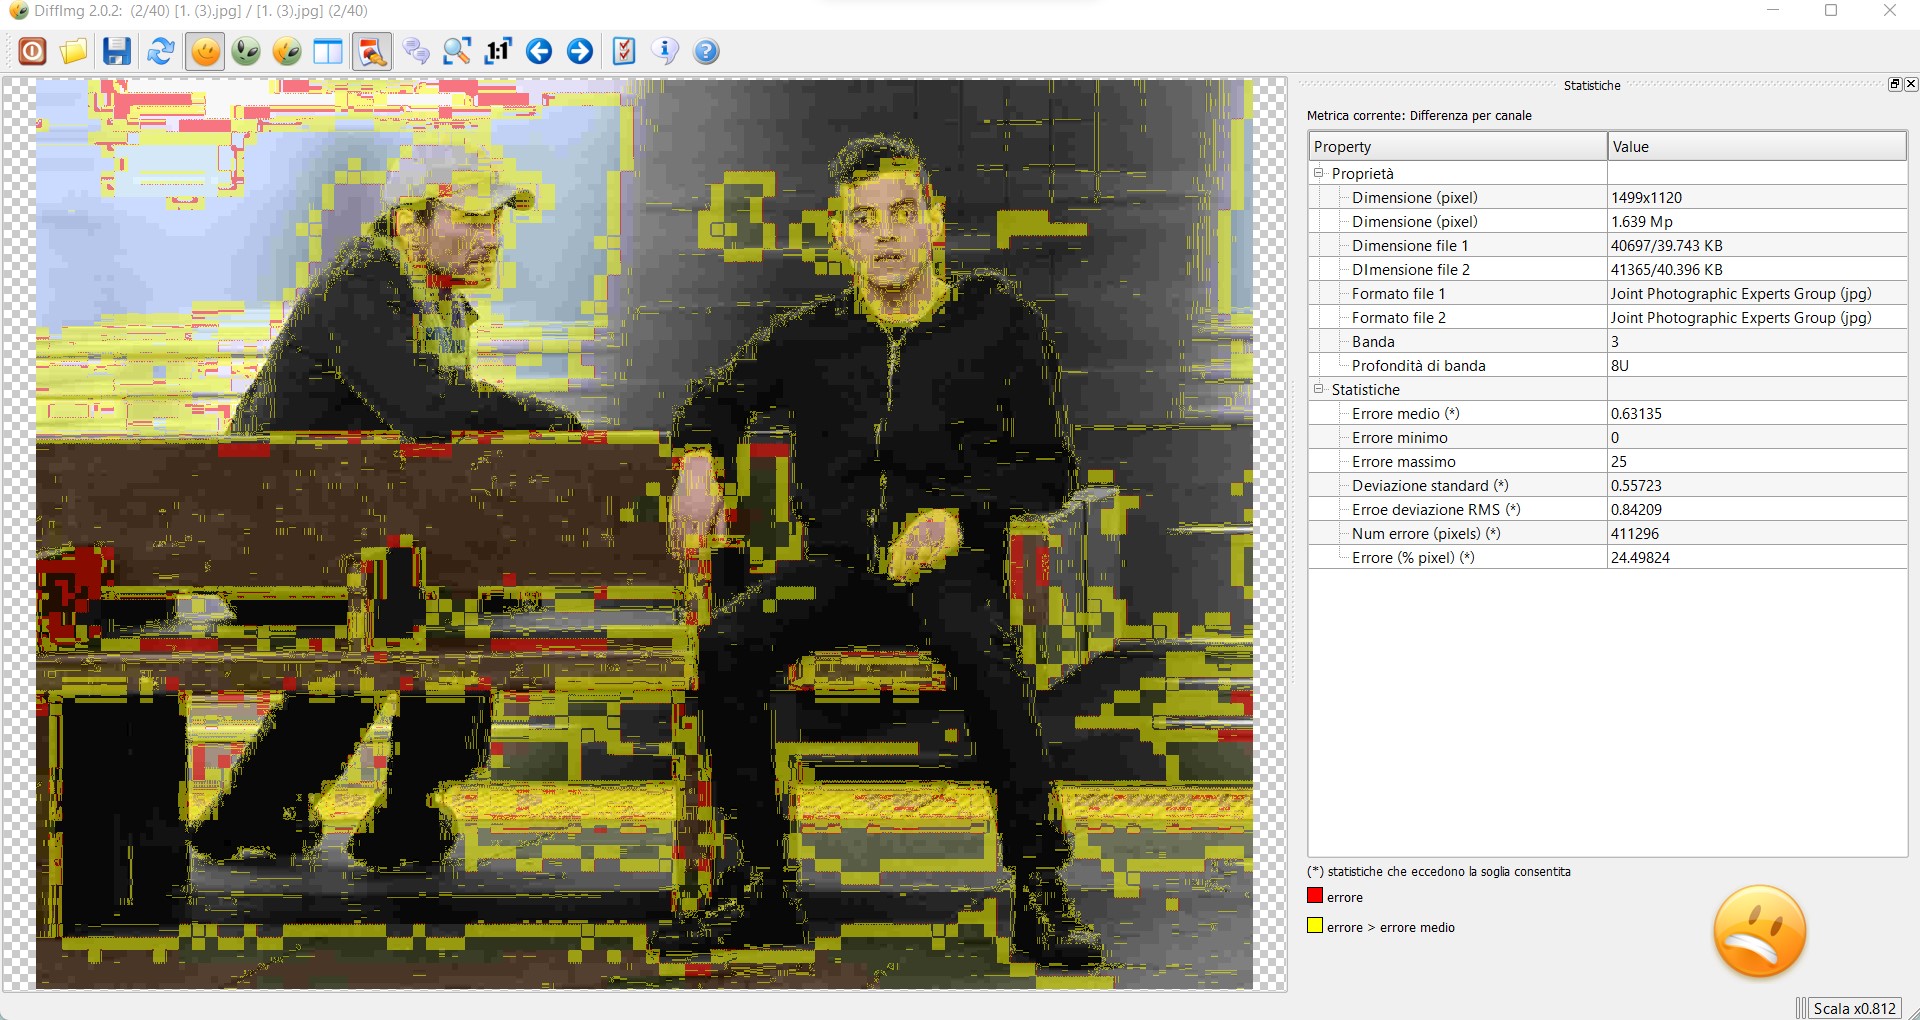 DiffImg 2.0.2: (2/40) [1. (3).jpg] / [1. (3).jpg] (2/40)
1:1
Statistiche
Metrica corrente: Differenza per canale
Property Value
Proprietà
Dimensione (pixel) 1499x1120
Dimensione (pixel) 1.639 Mp
Dimensione file 1 40697/39.743 KB
DImensione file 2 41365/40.396 KB
Formato file 1 Joint Photographic Experts Group (jpg)
Formato file 2 Joint Photographic Experts Group (jpg)
Banda 3
Profondità di banda 8U
Statistiche
Errore medio (*) 0.63135
Errore minimo 0
Errore massimo 25
Deviazione standard (*) 0.55723
Erroe deviazione RMS (*) 0.84209
Num errore (pixels) (*) 411296
Errore (% pixel) (*) 24.49824
(*) statistiche che eccedono la soglia consentita
errore
errore > errore medio
Scala x0.812